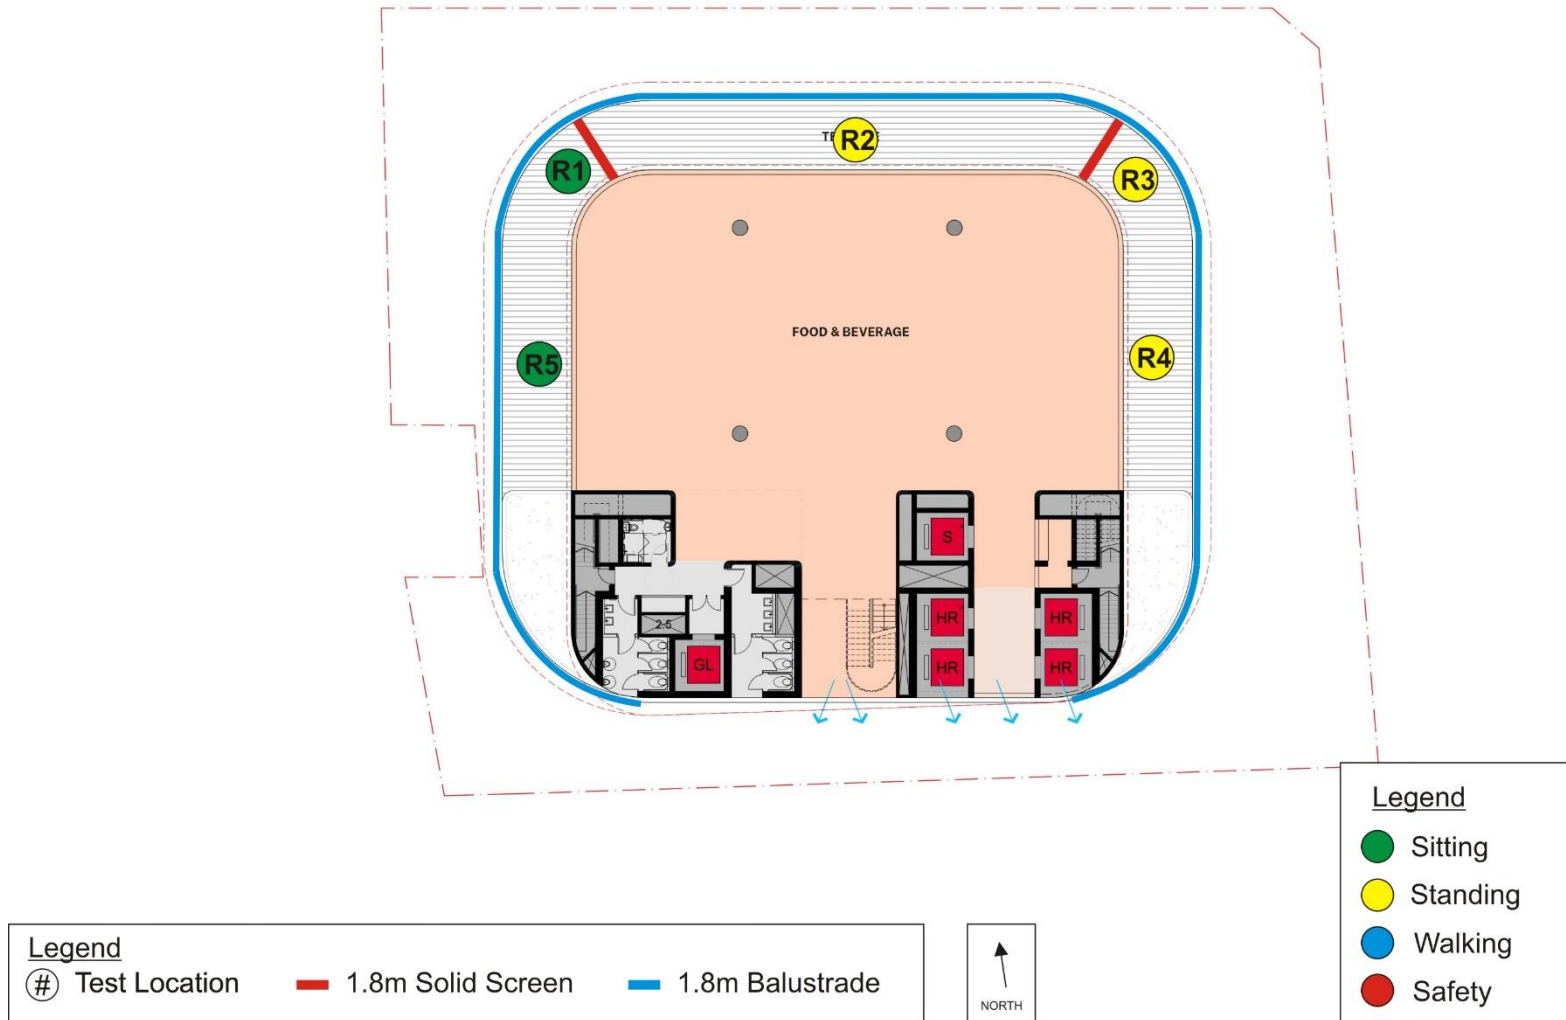 R2
R1
R3
FOOD & BEVERAGE
R5
R4
S
HR
HR
2.5
GL
HR
HR
Legend
Sitting
Standing
Walking
Safety
Legend
# Test Location
1.8m Solid Screen
1.8m Balustrade
NORTH